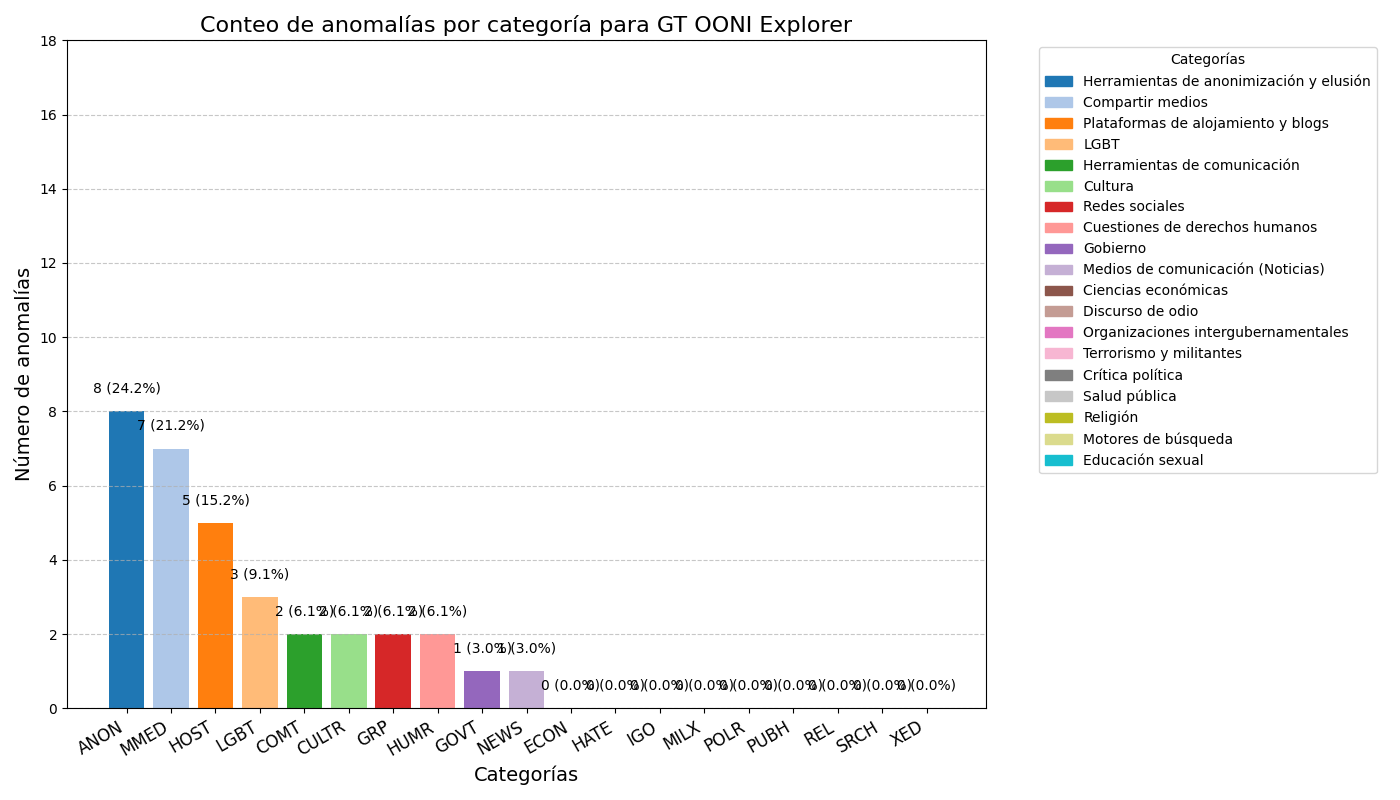 Conteo de anomalías por categoría para GT OONI Explorer
Número de anomalías
18
16
14
12
10
8
6
4
2
0
8 (24.2%)
7 (21.2%)
5 (15.2%)
3 (9.1%)
2 (6.1%)
2 (6.1%)
2 (6.1%)
2 (6.1%)
1 (3.0%)
1 (3.0%)
0 (0.0%)
0 (0.0%)
0 (0.0%)
0 (0.0%)
0 (0.0%)
0 (0.0%)
0 (0.0%)
0 (0.0%)
0 (0.0%)
ANON
MMED
HOST
LGBT
COMT
CULTR
GRP
HUMR
GOVT
NEWS
ECON
HATE
IGO
MILX
POLR
PUBH
REL
SRCH
XED
Categorías
Categorías
Herramientas de anonimización y elusión
Compartir medios
Plataformas de alojamiento y blogs
LGBT
Herramientas de comunicación
Cultura
Redes sociales
Cuestiones de derechos humanos
Gobierno
Medios de comunicación (Noticias)
Ciencias económicas
Discurso de odio
Organizaciones intergubernamentales
Terrorismo y militantes
Crítica política
Salud pública
Religión
Motores de búsqueda
Educación sexual